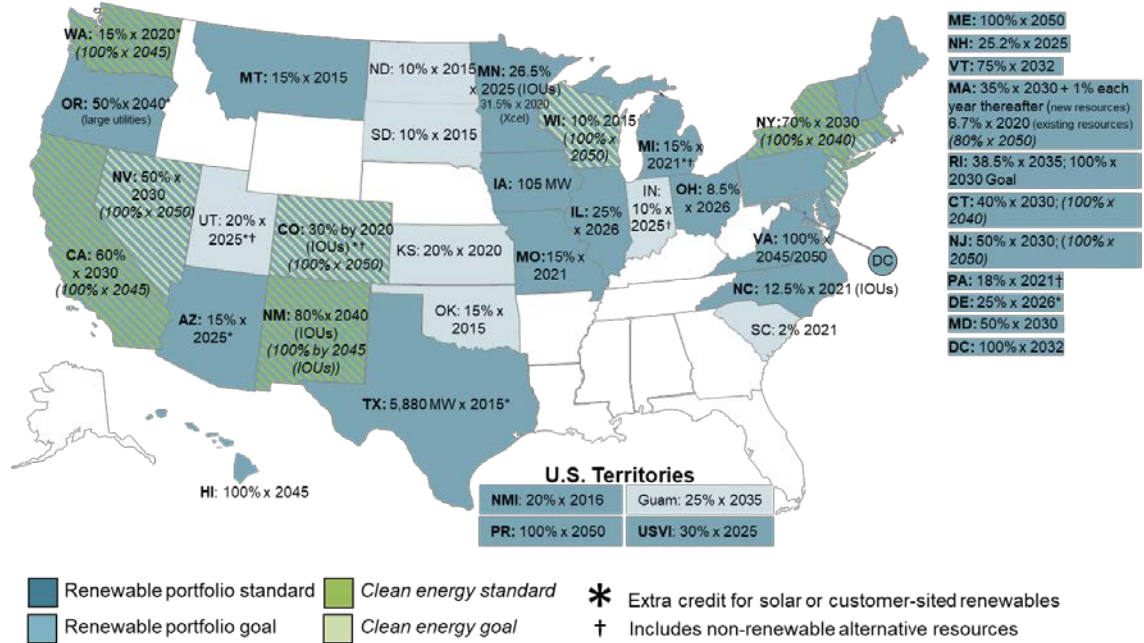 WA: 15% x 2020*
(100% x 2045)
OR: 50% x 2040*
(large utilities)
MT: 15% x 2015
ND: 10% x 2015
SD: 10% x 2015
MN: 26.5%
x 2025 (IOUs)
31.5% x 2020
(Xcel)
WI: 10% 2015
(100% x
2050)
MI: 15% x
2021*†
NY: 70% x 2030
(100% x 2040)
NV: 50% x
2030
(100% x 2050)
UT: 20% x
2025*†
CO: 30% by 2020
(IOUs) *†
(100% x 2050)
CA: 60% x
2030
(100% x 2045)
AZ: 15% x
2025*
NM: 80% x 2040
(IOUs)
(100% by 2045
(IOUs))
KS: 20% x 2020
OK: 15% x
2015
TX: 5,880 MW x 2015*
IA: 105 MW
MO: 15% x
2021
IL: 25%
x 2026
IN:
10% x
2025†
OH: 8.5%
x 2026
VA: 100% x
2045/2050
DC
NC: 12.5% x 2021 (IOUs)
SC: 2% 2021
HI: 100% x 2045
ME: 100% x 2050
NH: 25.2% x 2025
VT: 75% x 2032
MA: 35% x 2030 + 1% each
year thereafter (new resources)
6.7% x 2020 (existing resources)
(80% x 2050)
RI: 38.5% x 2035; 100% x
2030 Goal
CT: 40% x 2030; (100% x
2040)
NJ: 50% x 2030; (100% x
2050)
PA: 18% x 2021†
DE: 25% x 2026*
MD: 50% x 2030
DC: 100% x 2032
U.S. Territories
NMI: 20% x 2016
Guam: 25% x 2035
PR: 100% x 2050
USVI: 30% x 2025
Renewable portfolio standard
Clean energy standard
* Extra credit for solar or customer-sited renewables
Renewable portfolio goal
Clean energy goal
† Includes non-renewable alternative resources